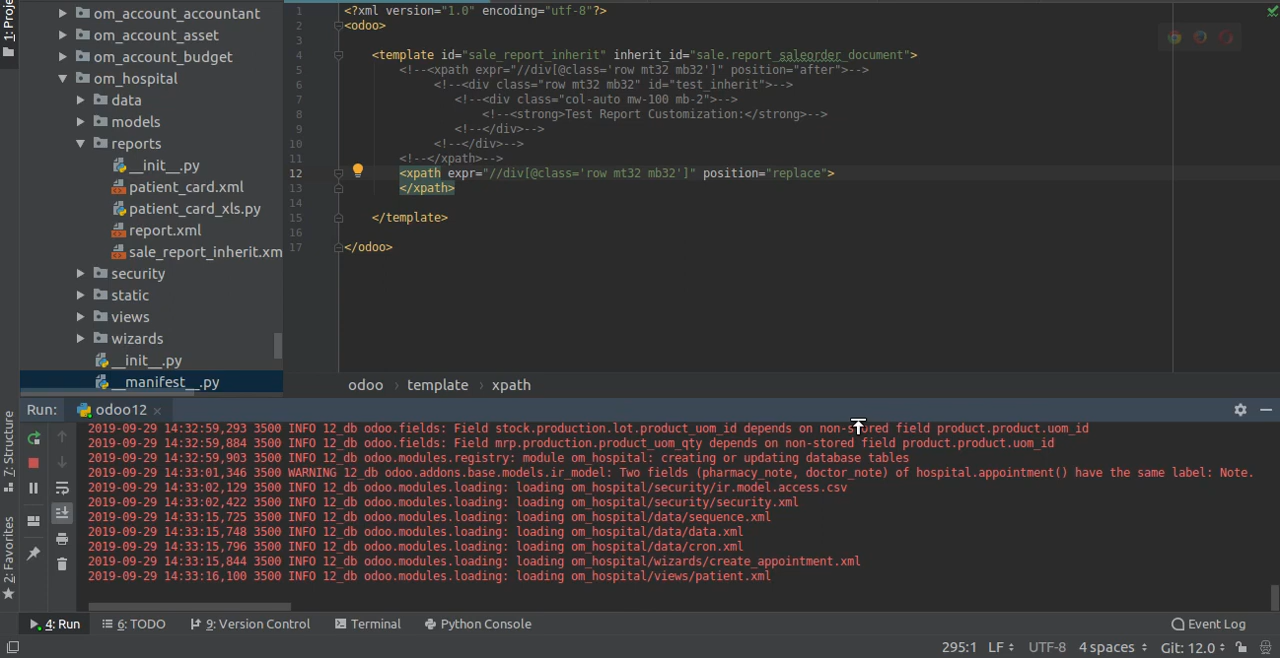 1: Proje
om_account_accountant
om_account_asset
om_account_budget
om_hospital
data
models
reports
__init__.py
patient_card.xml
patient_card_xls.py
report.xml
sale_report_inherit.xm
security
static
views
wizards
__init__.py
__manifest__.py
1 <?xml version="1.0" encoding="utf-8"?>
2 <odoo>
3
4 <template id="sale_report_inherit" inherit_id="sale.report_saleorder_document">
5 <!--<xpath expr="//div[@class='row mt32 mb32']" position="after">-->
6 <!--<div class="row mt32 mb32" id="test_inherit">-->
7 <!--<div class="col-auto mw-100 mb-2">-->
8 <!--<strong>Test Report Customization:</strong>-->
9 <!--</div>-->
10 <!--</div>-->
11 <!--</xpath>-->
12 <xpath expr="//div[@class='row mt32 mb32']" position="replace">
13 </xpath>
14
15 </template>
16
17 </odoo>
odoo › template › xpath
Run: odoo12 ×
2019-09-29 14:32:59,293 3500 INFO 12_db odoo.fields: Field stock.production.lot.product_uom_id depends on non-stored field product.product.uom_id
2019-09-29 14:32:59,884 3500 INFO 12_db odoo.fields: Field mrp.production.product_uom_qty depends on non-stored field product.product.uom_id
2019-09-29 14:32:59,903 3500 INFO 12_db odoo.modules.registry: module om_hospital: creating or updating database tables
2019-09-29 14:33:01,346 3500 WARNING 12_db odoo.addons.base.models.ir_model: Two fields (pharmacy_note, doctor_note) of hospital.appointment() have the same label: Note.
2019-09-29 14:33:02,129 3500 INFO 12_db odoo.modules.loading: loading om_hospital/security/ir.model.access.csv
2019-09-29 14:33:02,422 3500 INFO 12_db odoo.modules.loading: loading om_hospital/security/security.xml
2019-09-29 14:33:15,725 3500 INFO 12_db odoo.modules.loading: loading om_hospital/data/sequence.xml
2019-09-29 14:33:15,748 3500 INFO 12_db odoo.modules.loading: loading om_hospital/data/data.xml
2019-09-29 14:33:15,796 3500 INFO 12_db odoo.modules.loading: loading om_hospital/data/cron.xml
2019-09-29 14:33:15,844 3500 INFO 12_db odoo.modules.loading: loading om_hospital/wizards/create_appointment.xml
2019-09-29 14:33:16,100 3500 INFO 12_db odoo.modules.loading: loading om_hospital/views/patient.xml
7: Structure
2: Favorites
4: Run 6: TODO 9: Version Control Terminal Python Console Event Log
295:1 LF UTF-8 4 spaces Git: 12.0